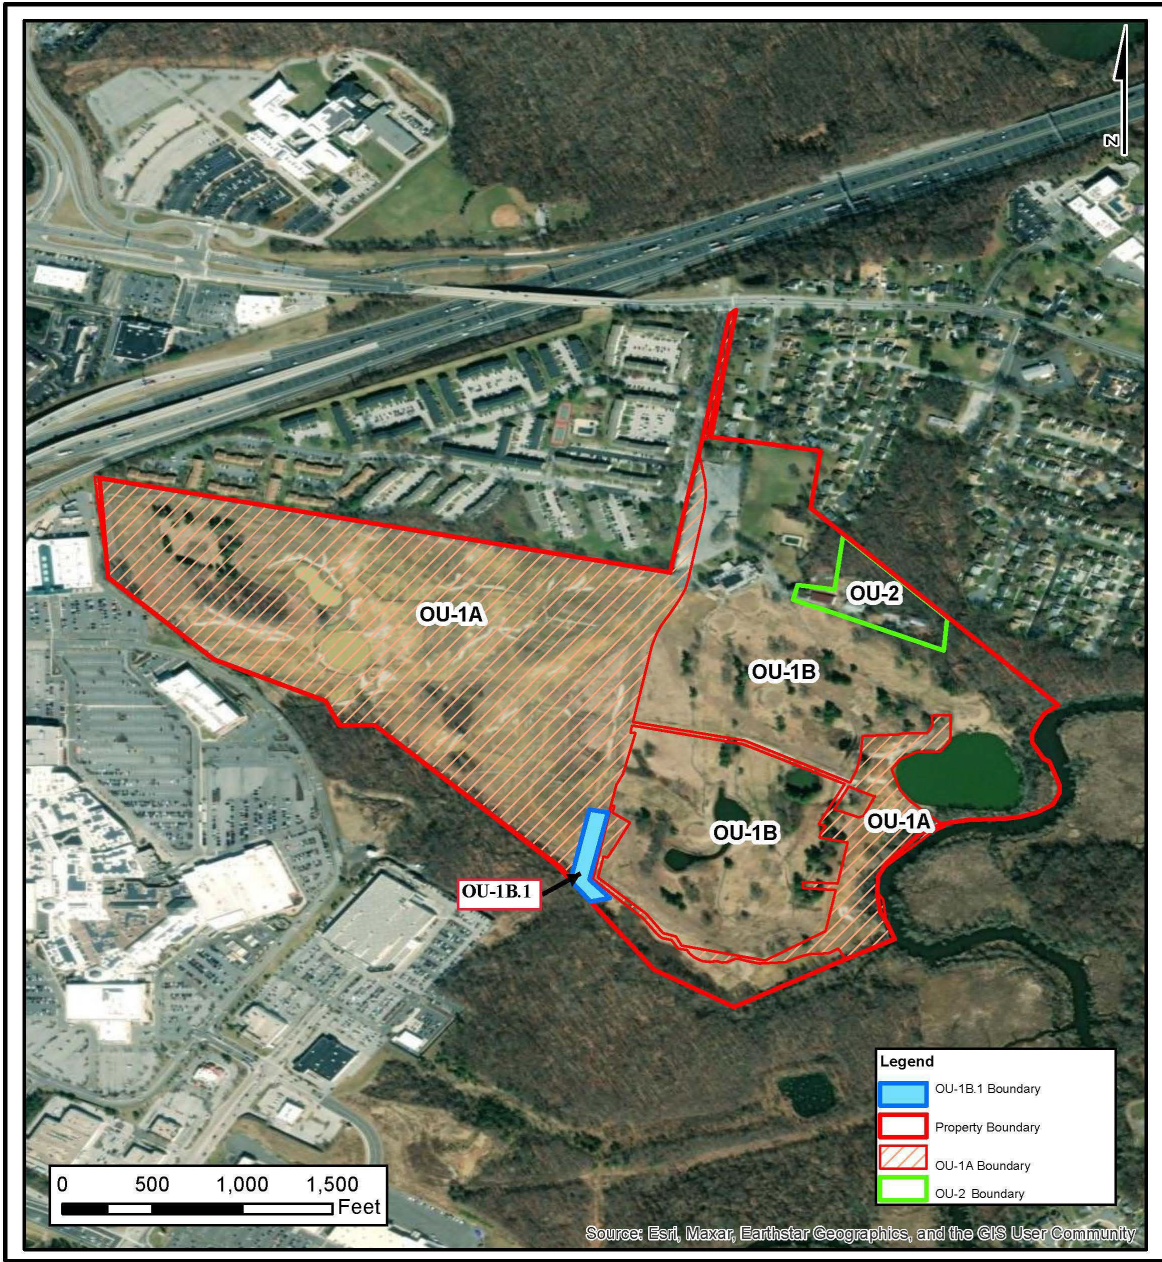 N
OU-1A
OU-2
OU-1B
OU-1B
OU-1A
OU-1B.1
Legend
OU-1B.1 Boundary
Property Boundary
OU-1A Boundary
OU-2 Boundary
0 500 1,000 1,500
Feet
Source: Esri, Maxar, Earthstar Geographics, and the GIS User Community